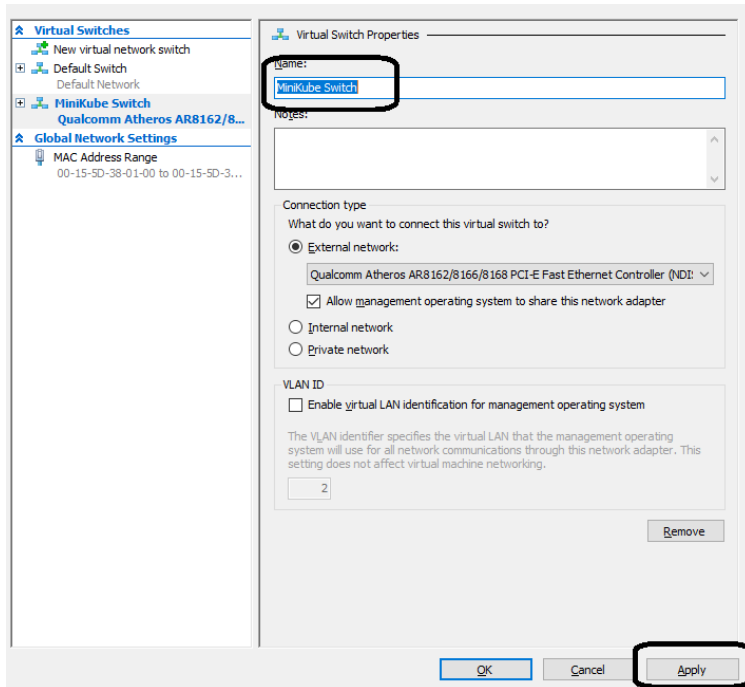 Virtual Switches
New virtual network switch
Default Switch
Default Network
MiniKube Switch
Qualcomm Atheros AR8162/8...
Global Network Settings
MAC Address Range
00-15-5D-38-01-00 to 00-15-5D-3...
Virtual Switch Properties
Name:
MiniKube Switch
Notes:
Connection type
What do you want to connect this virtual switch to?
External network:
Qualcomm Atheros AR8162/8166/8168 PCI-E Fast Ethernet Controller (NDI:
Allow management operating system to share this network adapter
Internal network
Private network
VLAN ID
Enable virtual LAN identification for management operating system
The VLAN identifier specifies the virtual LAN that the management operating
system will use for all network communications through this network adapter. This
setting does not affect virtual machine networking.
2
Remove
OK
Cancel
Apply